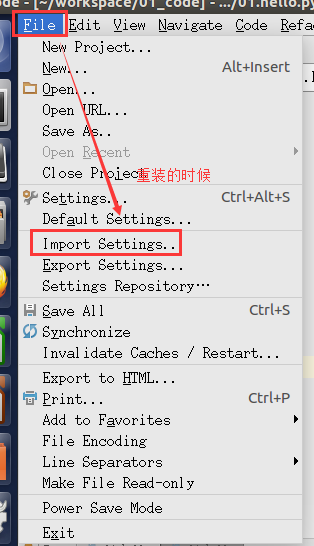 ode - [~/workspace/01_code] - .../01.hello.py
File Edit View Navigate Code Refac
New Project...
New... Alt+Insert
Open...
Open URL...
Save As..
Open Recent
Close Project
重装的时候
Settings... Ctrl+Alt+S
Default Settings...
Import Settings..
Export Settings...
Settings Repository…
Save All Ctrl+S
Synchronize
Invalidate Caches / Restart...
Export to HTML...
Print... Ctrl+P
Add to Favorites
File Encoding
Line Separators
Make File Read-only
Power Save Mode
Exit